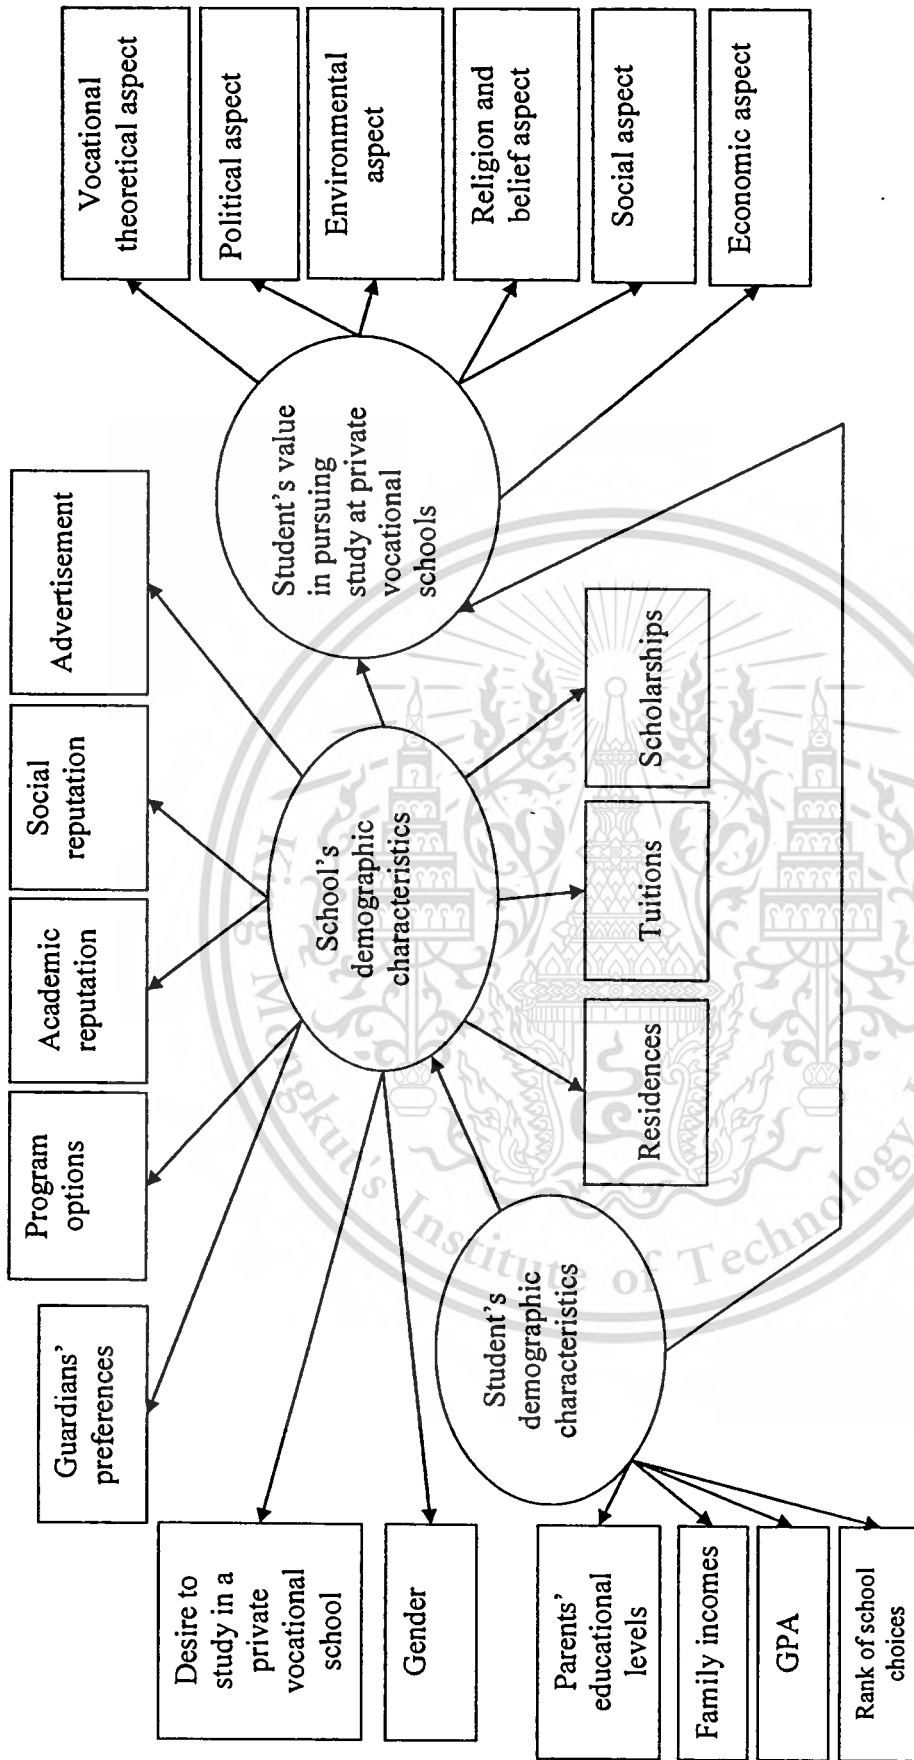 Guardians'
preferences
Program
options
Academic
reputation
Social
reputation
Advertisement
Desire to
study in a
private
vocational
school
Gender
School's
demographic
characteristics
Student's value
in pursuing
study at private
vocational
schools
Vocational
theoretical aspect
Political aspect
Environmental
aspect
Religion and
belief aspect
Social aspect
Economic aspect
Student's
demographic
characteristics
Residences
Tuitions
Scholarships
Parents'
educational
levels
Family incomes
GPA
Rank of school
choices
King Mongkut's Institute of Technology